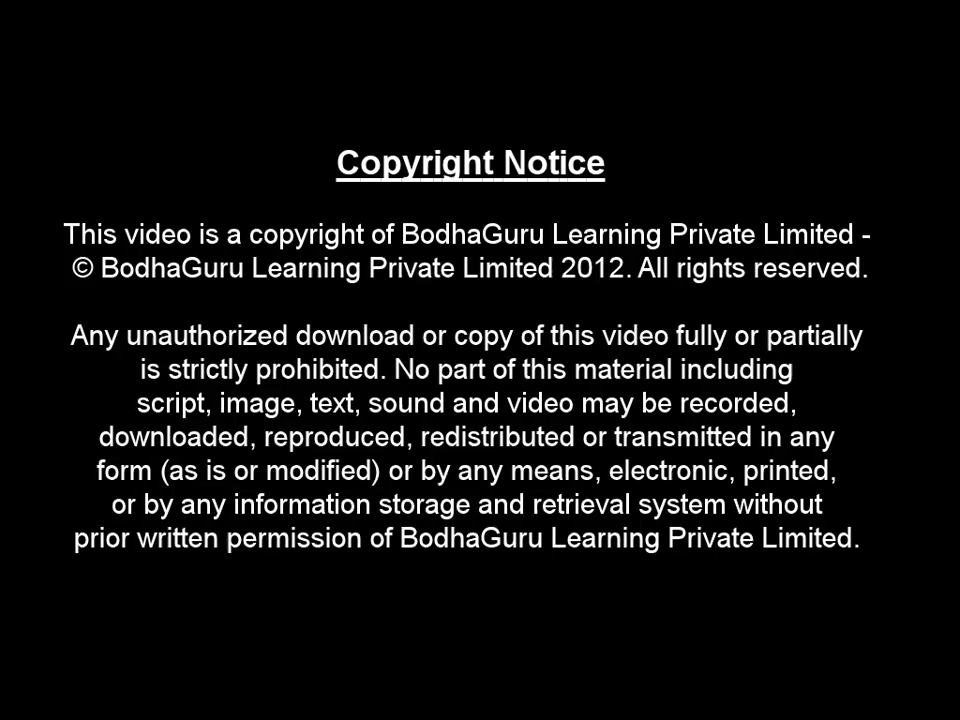 Copyright Notice
This video is a copyright of BodhaGuru Learning Private Limited -
© BodhaGuru Learning Private Limited 2012. All rights reserved.
Any unauthorized download or copy of this video fully or partially
is strictly prohibited. No part of this material including
script, image, text, sound and video may be recorded,
downloaded, reproduced, redistributed or transmitted in any
form (as is or modified) or by any means, electronic, printed,
or by any information storage and retrieval system without
prior written permission of BodhaGuru Learning Private Limited.